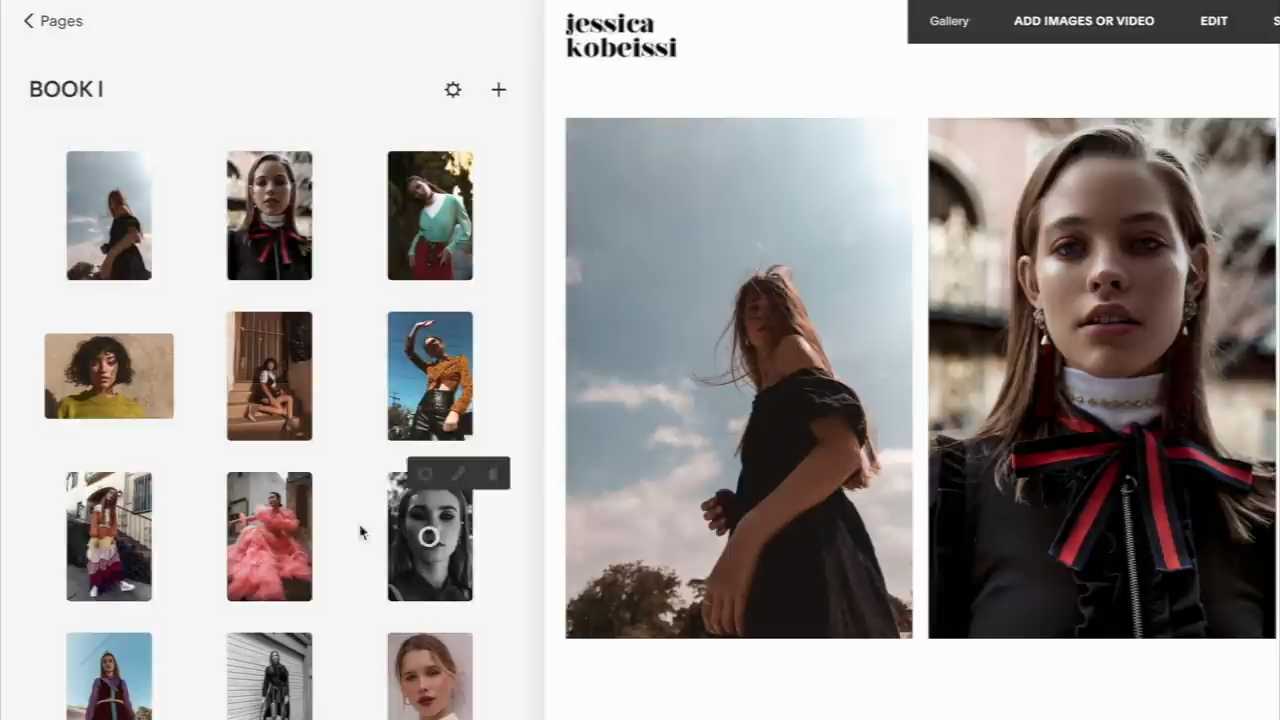 Pages
BOOK I
jessica
kobeissi
Gallery
ADD IMAGES OR VIDEO
EDIT